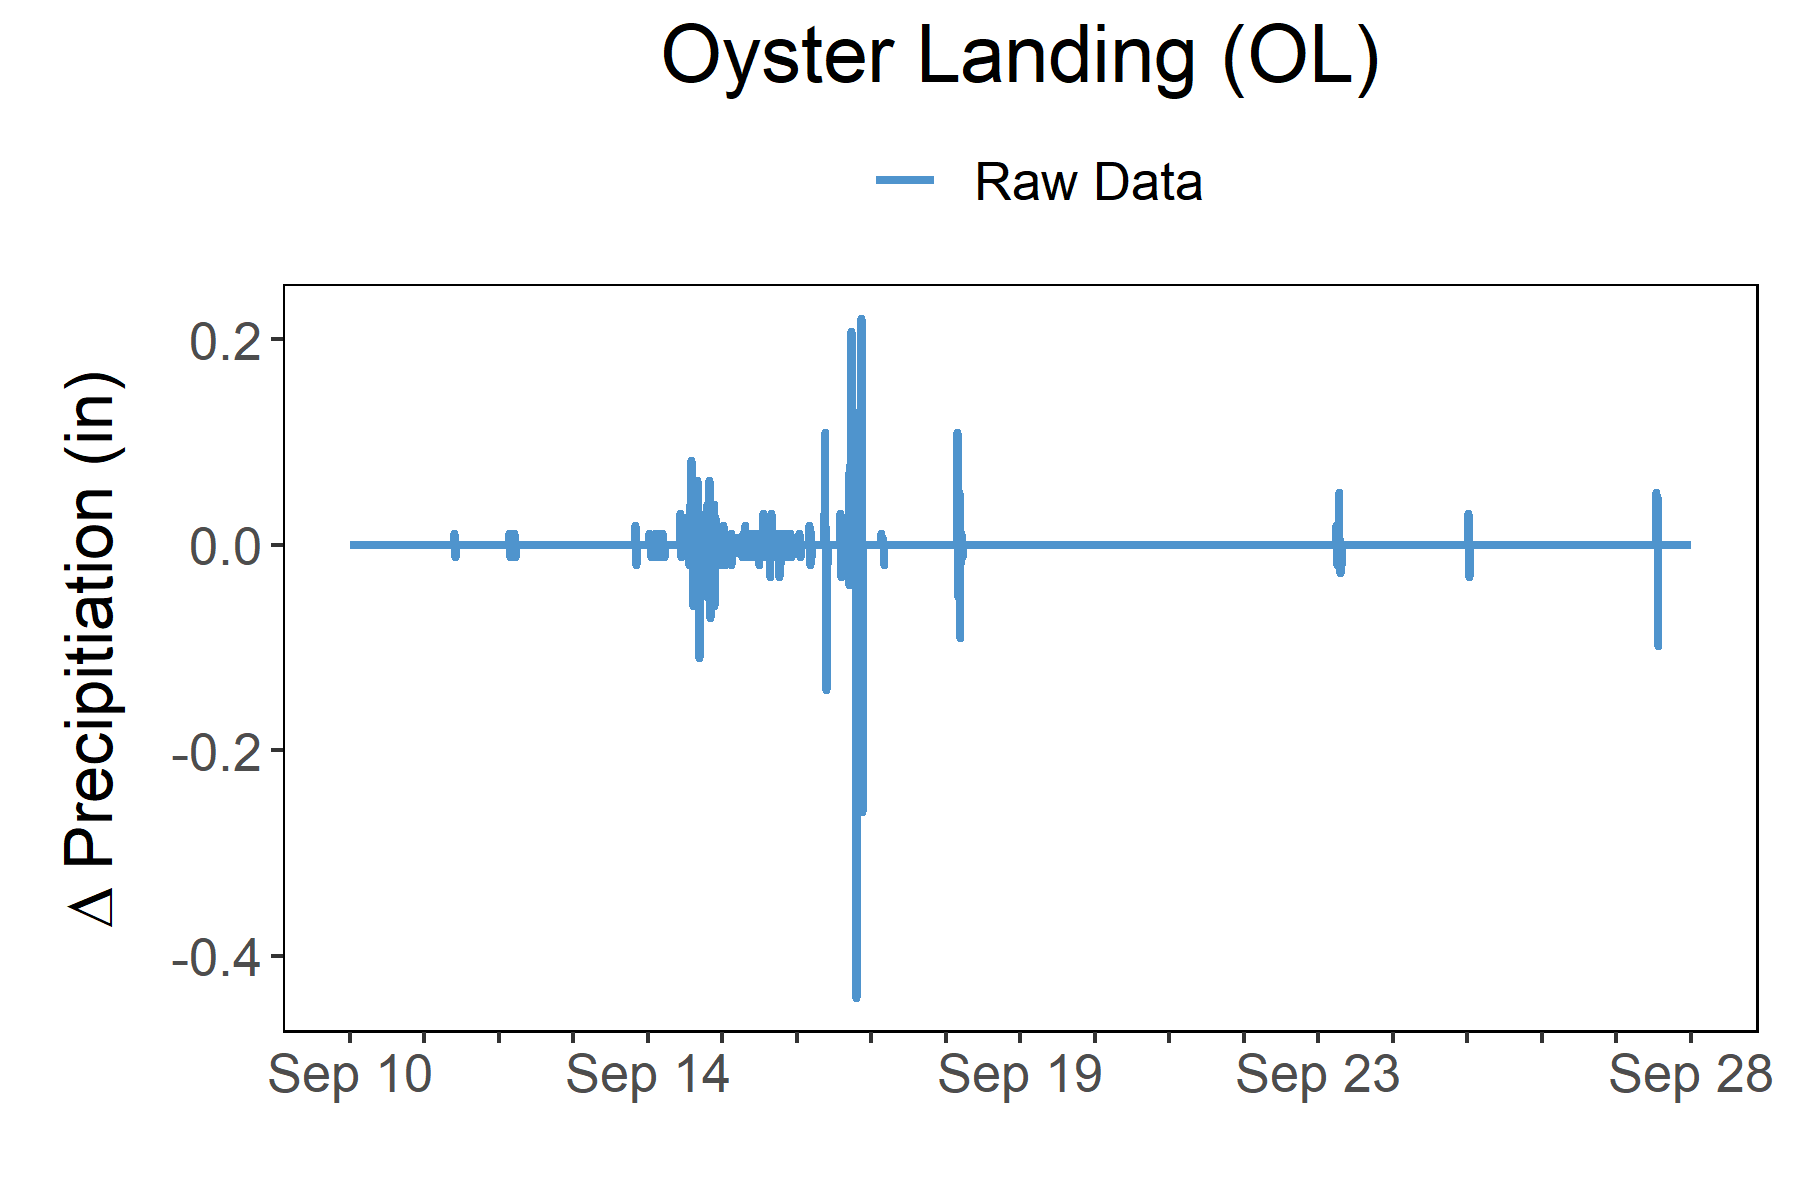 Oyster Landing (OL)
Raw Data
Δ Precipitiation (in)
0.2
0.0
-0.2
-0.4
Sep 10 Sep 14 Sep 19 Sep 23 Sep 28